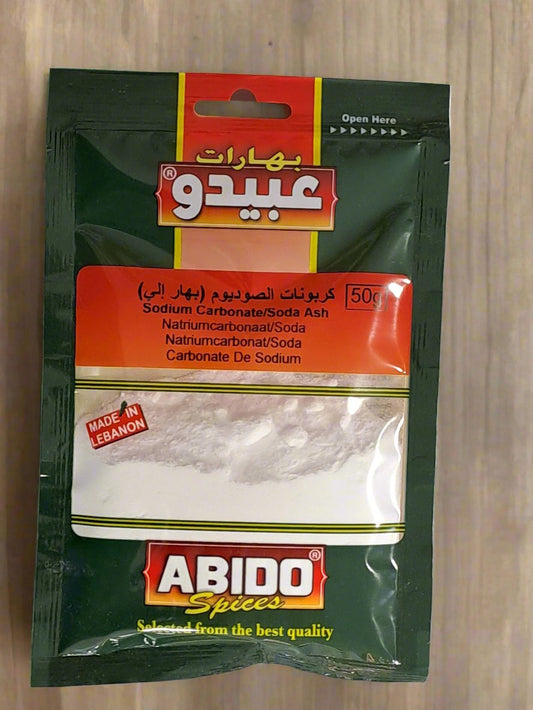 Open Here
بهارات
عبيدو®
كربونات الصوديوم (بهار إلي) 50g
Sodium Carbonate/Soda Ash
Natriumcarbonaat/Soda
Natriumcarbonat/Soda
Carbonate De Sodium
MADE IN
LEBANON
ABIDO®
Spices
Selected from the best quality